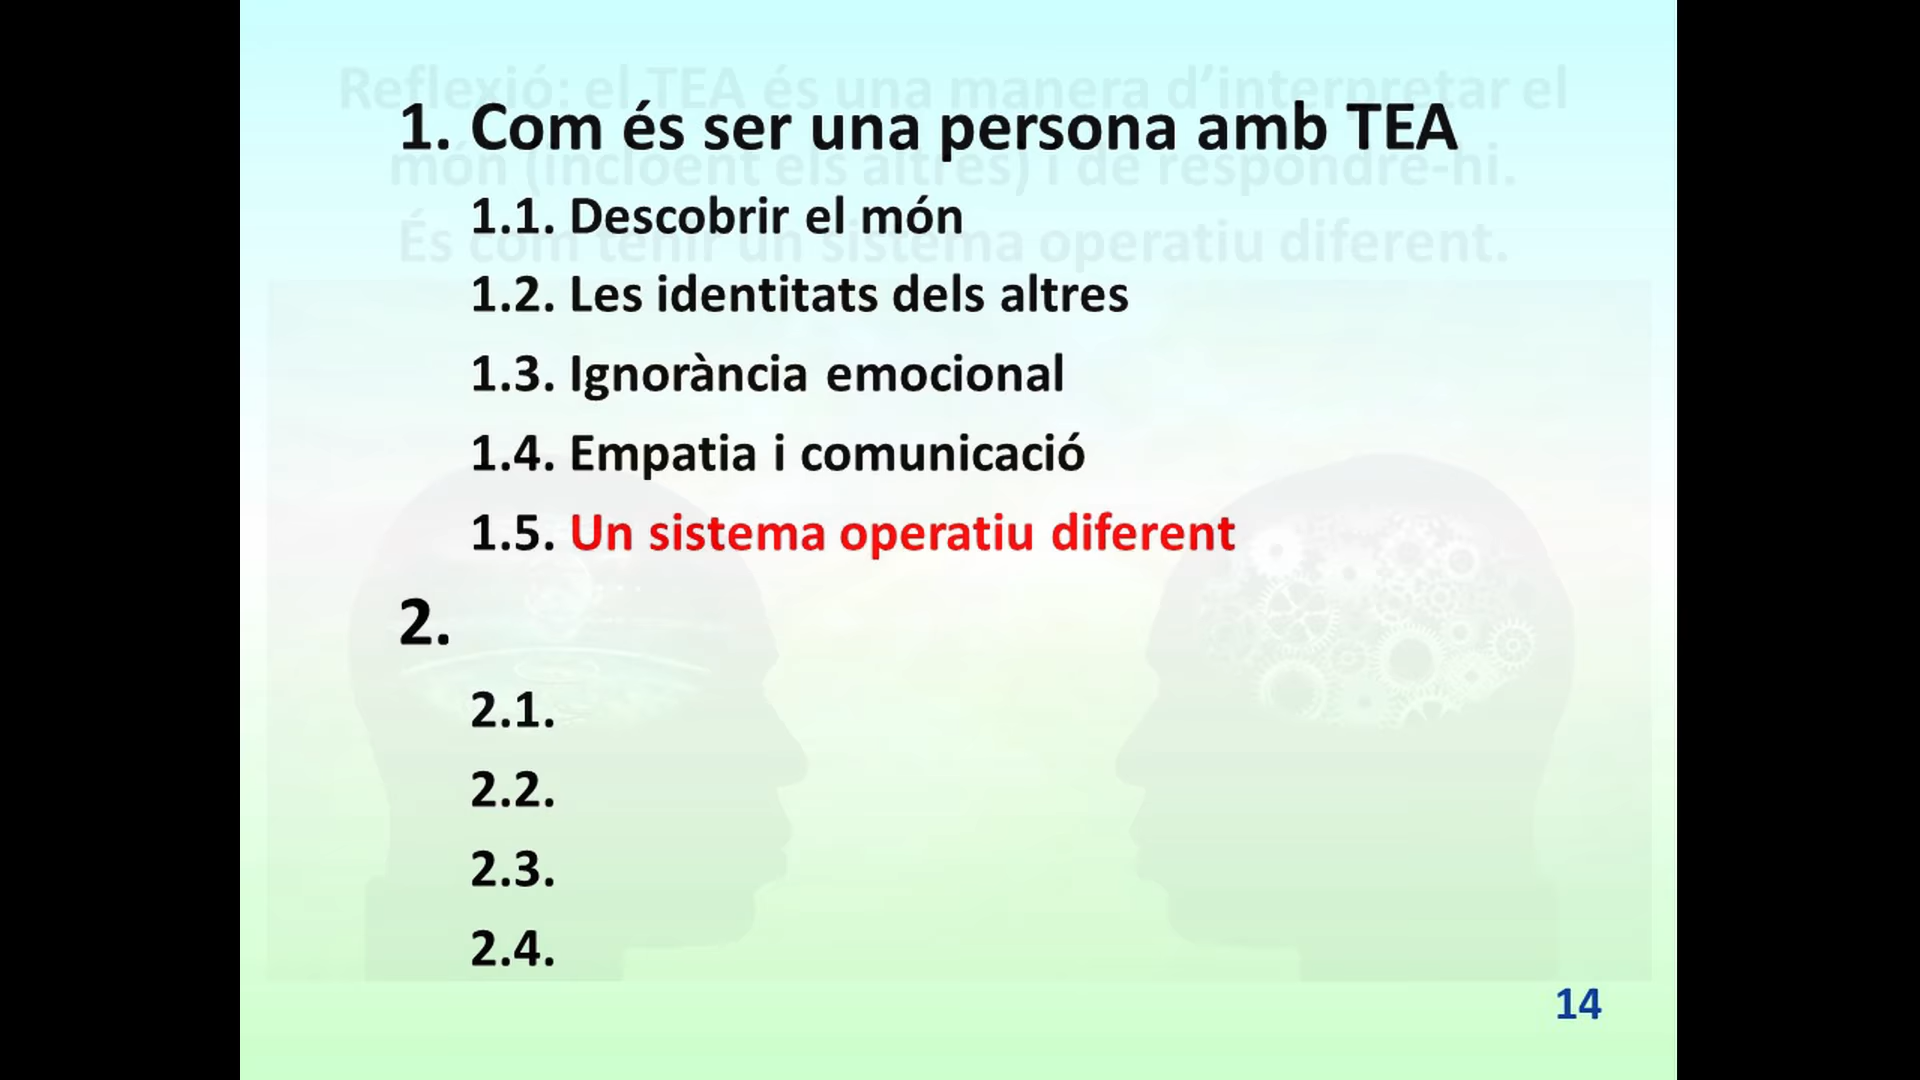 Reflexió: el TEA és una manera d’interpretar el
món (incloent els altres) i de respondre-hi.
És com tenir un sistema operatiu diferent.
1. Com és ser una persona amb TEA
1.1. Descobrir el món
1.2. Les identitats dels altres
1.3. Ignorància emocional
1.4. Empatia i comunicació
1.5. Un sistema operatiu diferent
2.
2.1.
2.2.
2.3.
2.4.
14